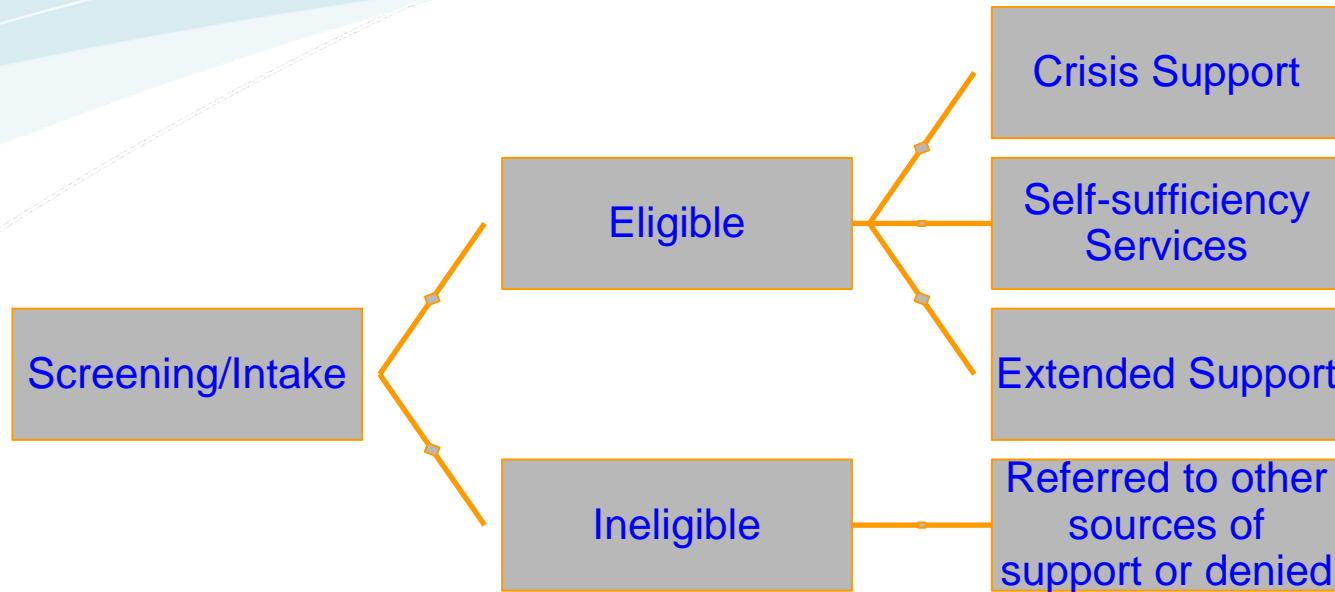 Screening/Intake
Eligible
Ineligible
Crisis Support
Self-sufficiency
Services
Extended Support
Referred to other
sources of
support or denied